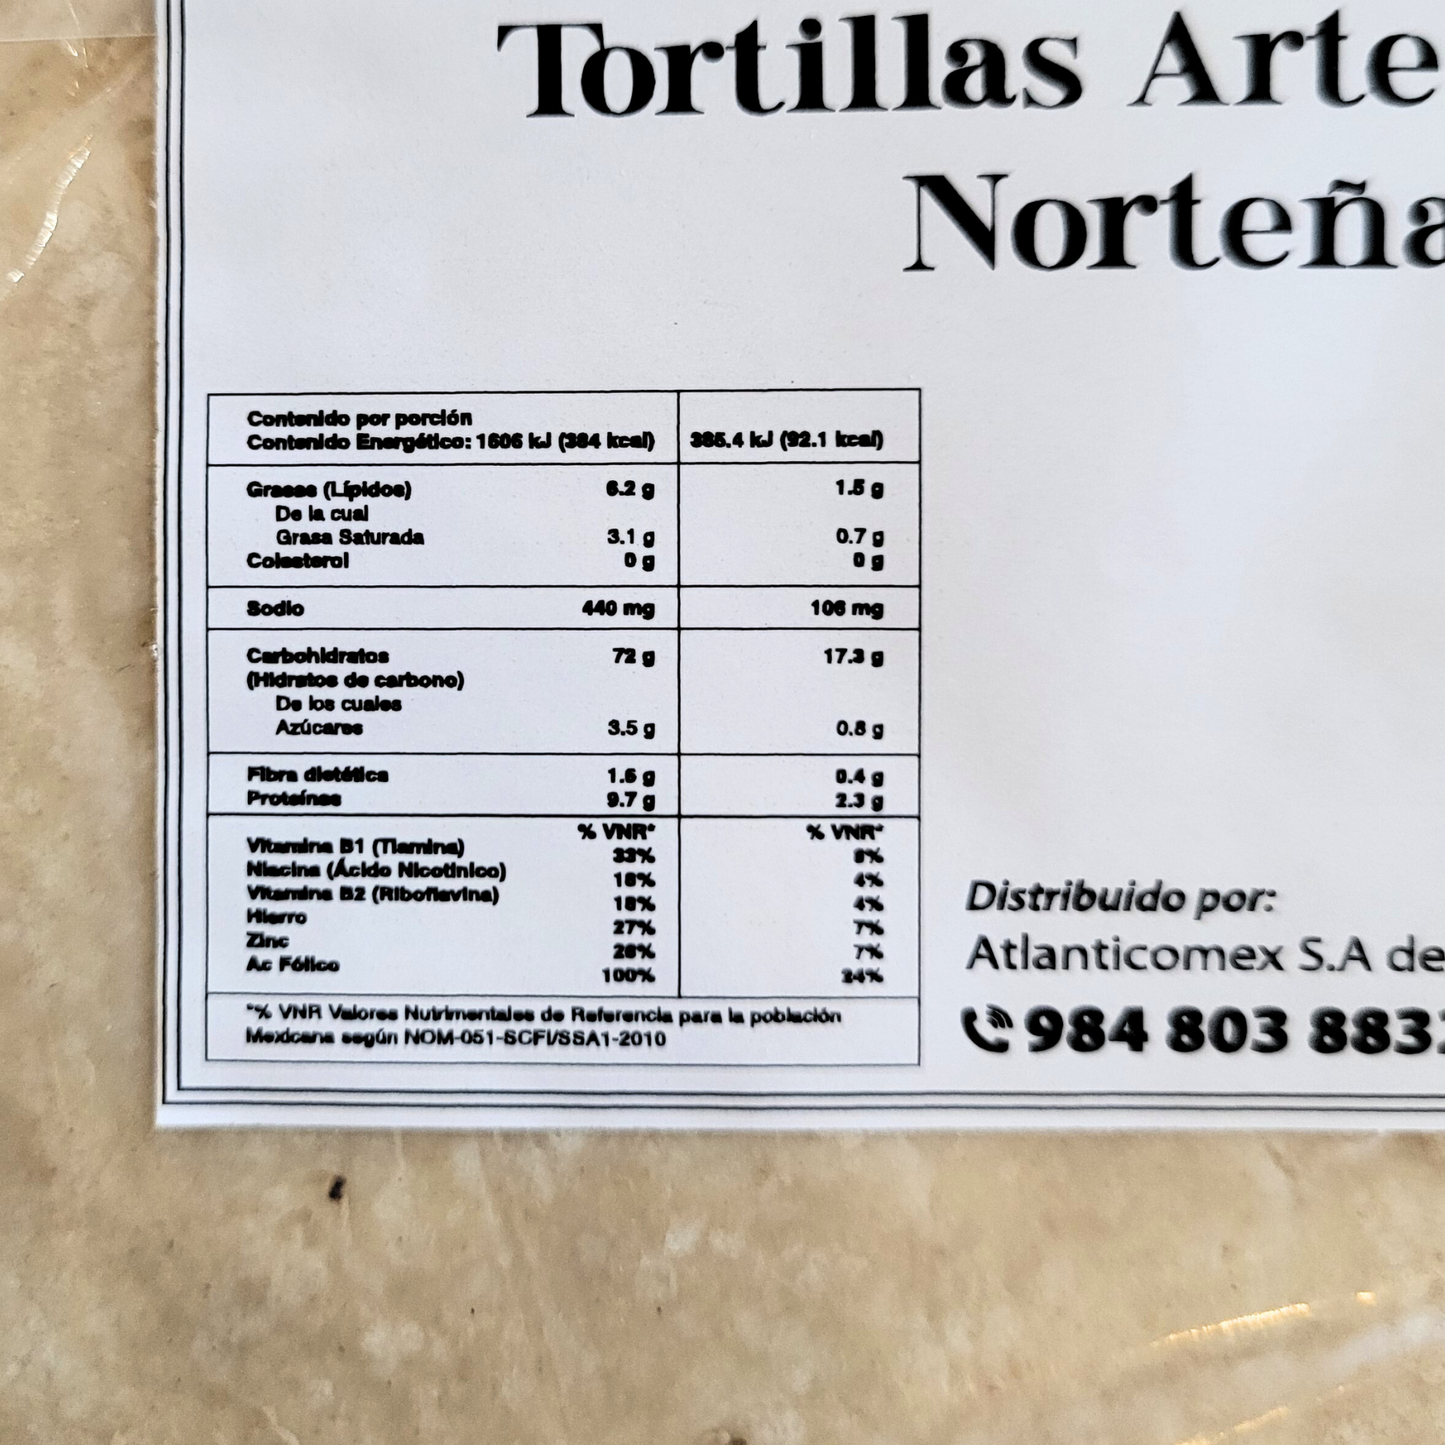 Tortillas Arte
Norteña
Contenido por porción
Contenido Energético: 1606 kJ (384 kcal) 385.4 kJ (92.1 kcal)
Grasas (Lípidos) 6.2 g 1.5 g
De la cual
Grasa Saturada 3.1 g 0.7 g
Colesterol 0 g 0 g
Sodio 440 mg 106 mg
Carbohidratos 72 g 17.3 g
(Hidratos de carbono)
De los cuales
Azúcares 3.5 g 0.8 g
Fibra dietética 1.6 g 0.4 g
Proteínas 9.7 g 2.3 g
% VNR* % VNR*
Vitamina B1 (Tiamina) 33% 8%
Niacina (Ácido Nicotinico) 18% 4%
Vitamina B2 (Riboflavina) 18% 4%
Hierro 27% 7%
Zinc 7%
Ac Fólico 100% 24%
*% VNR Valores Nutrimentales de Referencia para la población
Mexicana según NOM-051-SCFI/SSA1-2010
Distribuido por:
Atlanticomex S.A de
984 803 883